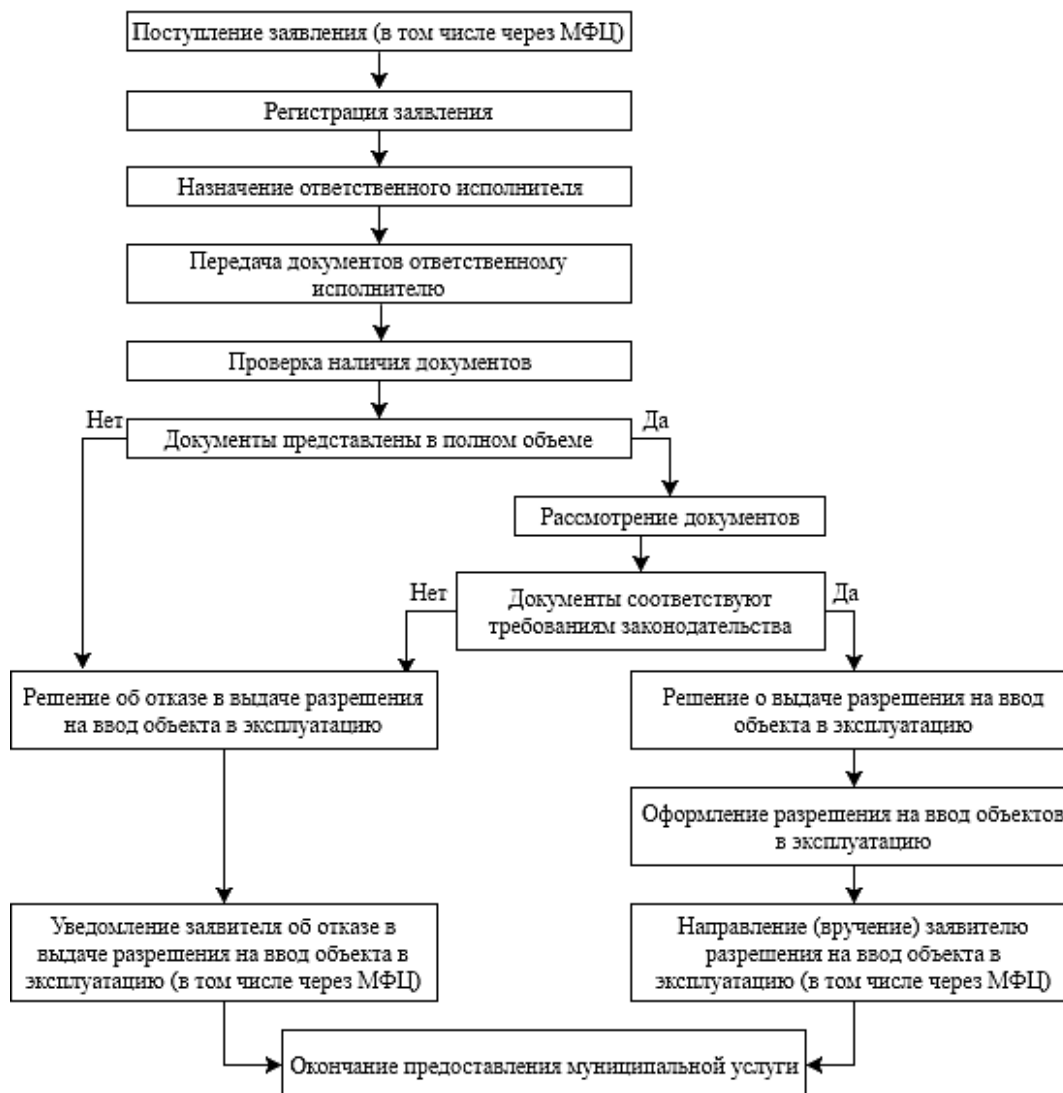 Поступление заявления (в том числе через МФЦ)
Регистрация заявления
Назначение ответственного исполнителя
Передача документов ответственному
исполнителю
Проверка наличия документов
Нет
Документы представлены в полном объеме
Да
Рассмотрение документов
Нет
Документы соответствуют
требованиям законодательства
Да
Решение об отказе в выдаче разрешения
на ввод объекта в эксплуатацию
Решение о выдаче разрешения на ввод
объекта в эксплуатацию
Оформление разрешения на ввод объектов
в эксплуатацию
Уведомление заявителя об отказе в
выдаче разрешения на ввод объекта в
эксплуатацию (в том числе через МФЦ)
Направление (вручение) заявителю
разрешения на ввод объекта в
эксплуатацию (в том числе через МФЦ)
Окончание предоставления муниципальной услуги